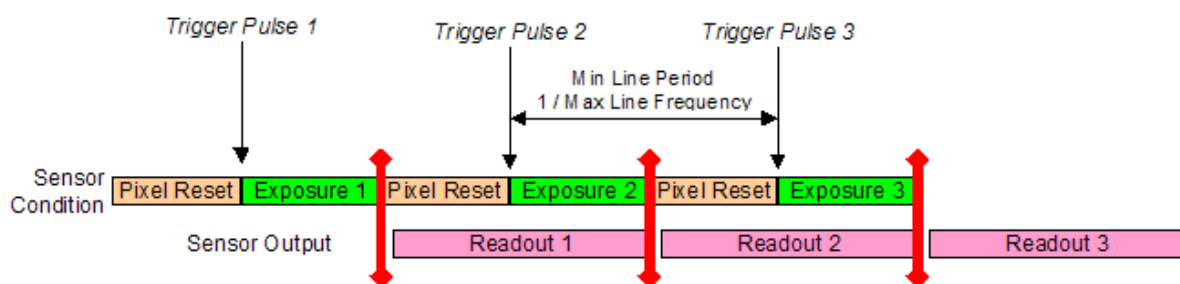 Trigger Pulse 1
Trigger Pulse 2
Trigger Pulse 3
Min Line Period
1 / Max Line Frequency
Sensor
Condition
Pixel Reset
Exposure 1
Pixel Reset
Exposure 2
Pixel Reset
Exposure 3
Sensor Output
Readout 1
Readout 2
Readout 3